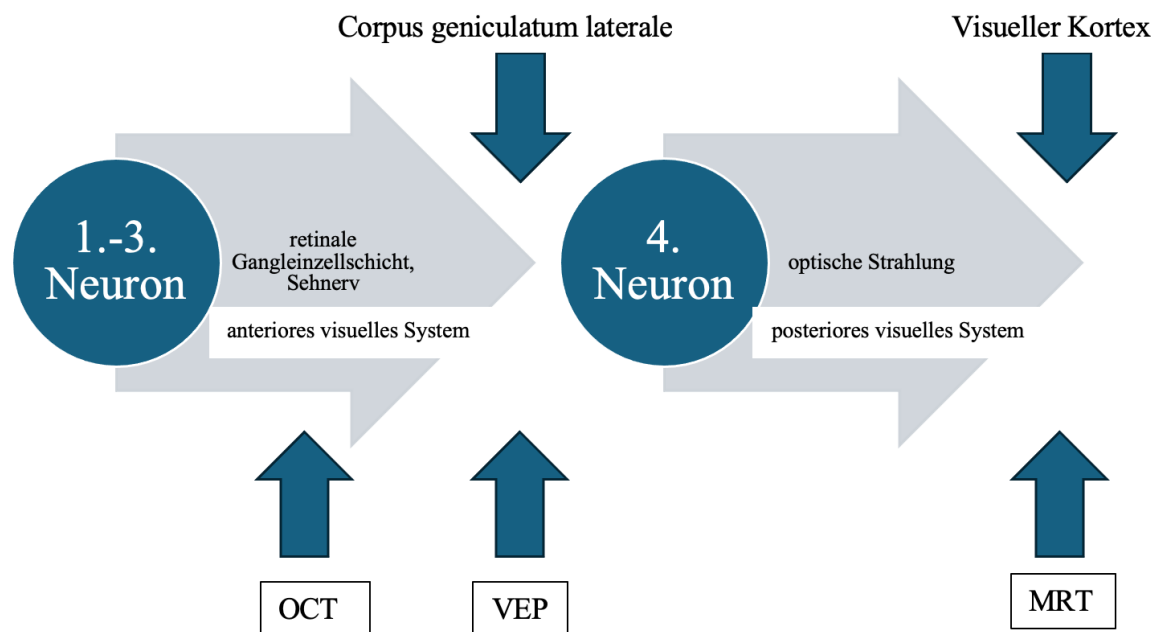 Corpus geniculatum laterale
Visueller Kortex
1.-3.
Neuron
retinale
Gangleinzellschicht,
Sehnerv
anteriores visuelles System
4.
Neuron
optische Strahlung
posteriores visuelles System
OCT
VEP
MRT